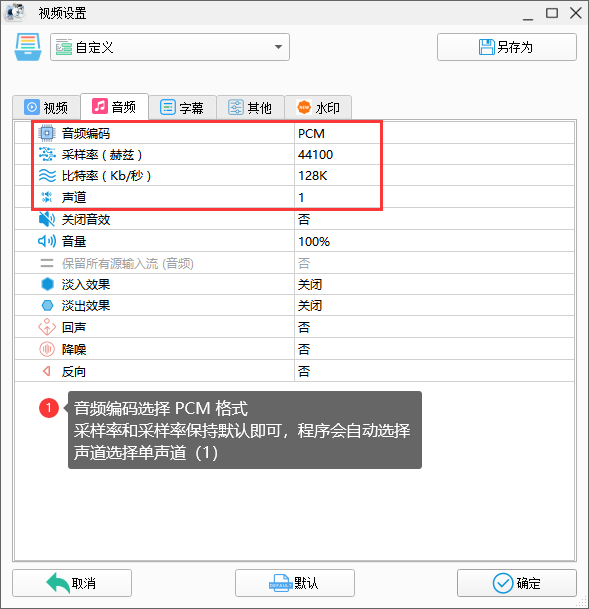 视频设置
自定义
另存为
视频 音频 字幕 其他 水印
音频编码 PCM
采样率（赫兹） 44100
比特率（Kb/秒） 128K
声道 1
关闭音效 否
音量 100%
保留所有源输入流 (音频) 否
淡入效果 关闭
淡出效果 关闭
回声 否
降噪 否
反向 否
1
音频编码选择 PCM 格式
采样率和采样率保持默认即可，程序会自动选择
声道选择单声道（1）
取消
DEFAULT 默认
确定